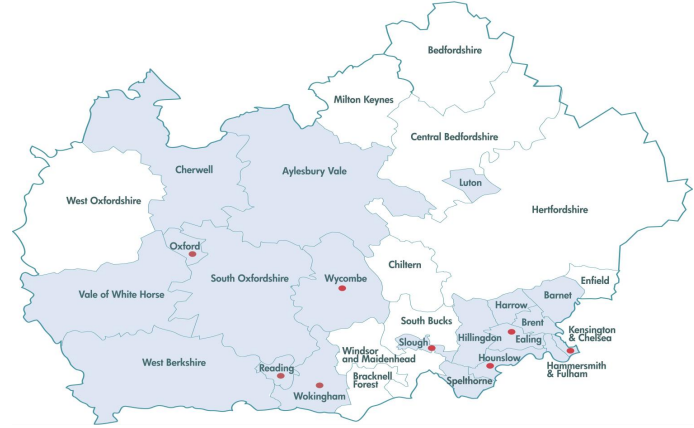 Bedfordshire
Milton Keynes
Central Bedfordshire
Cherwell
Aylesbury Vale
Luton
West Oxfordshire
Hertfordshire
Oxford
Chiltern
South Oxfordshire
Wycombe
Enfield
Vale of White Horse
Barnet
Harrow
South Bucks
Brent
Kensington
& Chelsea
Hillingdon
Ealing
Slough
Windsor
and Maidenhead
Hounslow
West Berkshire
Hammersmith
& Fulham
Reading
Bracknell
Forest
Spelthorne
Wokingham